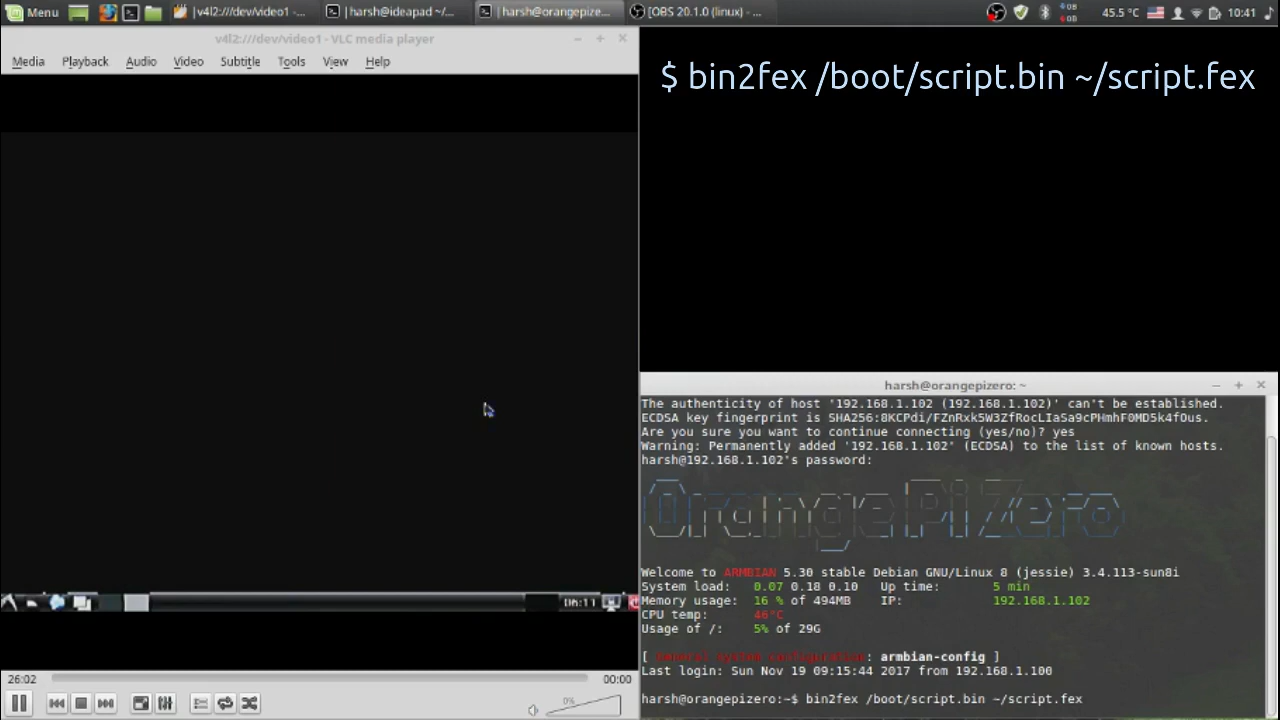 Menu
v4l2:///dev/video1 -...
harsh@ideapad ~/...
harsh@orangepize...
[OBS 20.1.0 (linux) - ...
0B
0B
45.5 °C
10:41
v4l2:///dev/video1 - VLC media player
Media Playback Audio Video Subtitle Tools View Help
06:11
26:02
00:00
0%
$ bin2fex /boot/script.bin ~/script.fex
harsh@orangepizero: ~
The authenticity of host '192.168.1.102 (192.168.1.102)' can't be established.
ECDSA key fingerprint is SHA256:8KCPdi/FZnRxk5W3ZfRocLIaSa9cPHmhF0MD5k4fOus.
Are you sure you want to continue connecting (yes/no)? yes
Warning: Permanently added '192.168.1.102' (ECDSA) to the list of known hosts.
harsh@192.168.1.102's password:
Orange Pi Zero
Welcome to ARMBIAN 5.30 stable Debian GNU/Linux 8 (jessie) 3.4.113-sun8i
System load: 0.07 0.18 0.10 Up time: 5 min
Memory usage: 16 % of 494MB IP: 192.168.1.102
CPU temp: 46°C
Usage of /: 5% of 29G
[ General system configuration: armbian-config ]
Last login: Sun Nov 19 09:15:44 2017 from 192.168.1.100
harsh@orangepizero:~$ bin2fex /boot/script.bin ~/script.fex